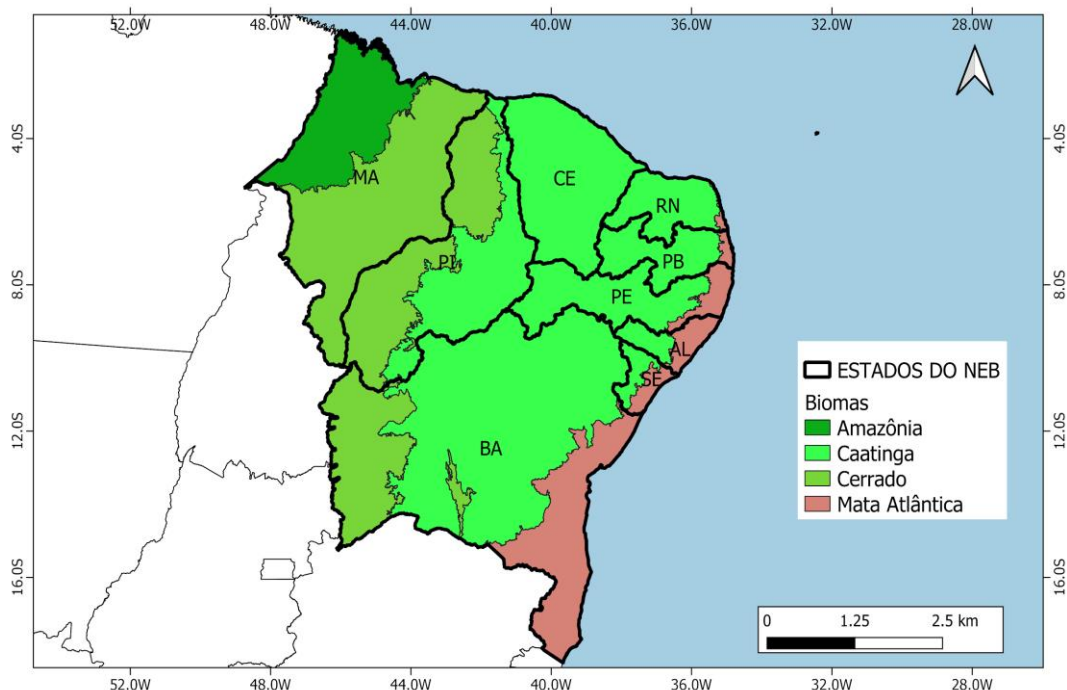 52.0W 48.0W 44.0W 40.0W 36.0W 32.0W 28.0W
4.0S 4.0S
MA
CE
RN
PI
PB
8.0S 8.0S
PE
AL
SE
ESTADOS DO NEB
Biomas
Amazônia
Caatinga
Cerrado
Mata Atlântica
12.0S 12.0S
BA
16.0S 16.0S
0 1.25 2.5 km
52.0W 48.0W 44.0W 40.0W 36.0W 32.0W 28.0W